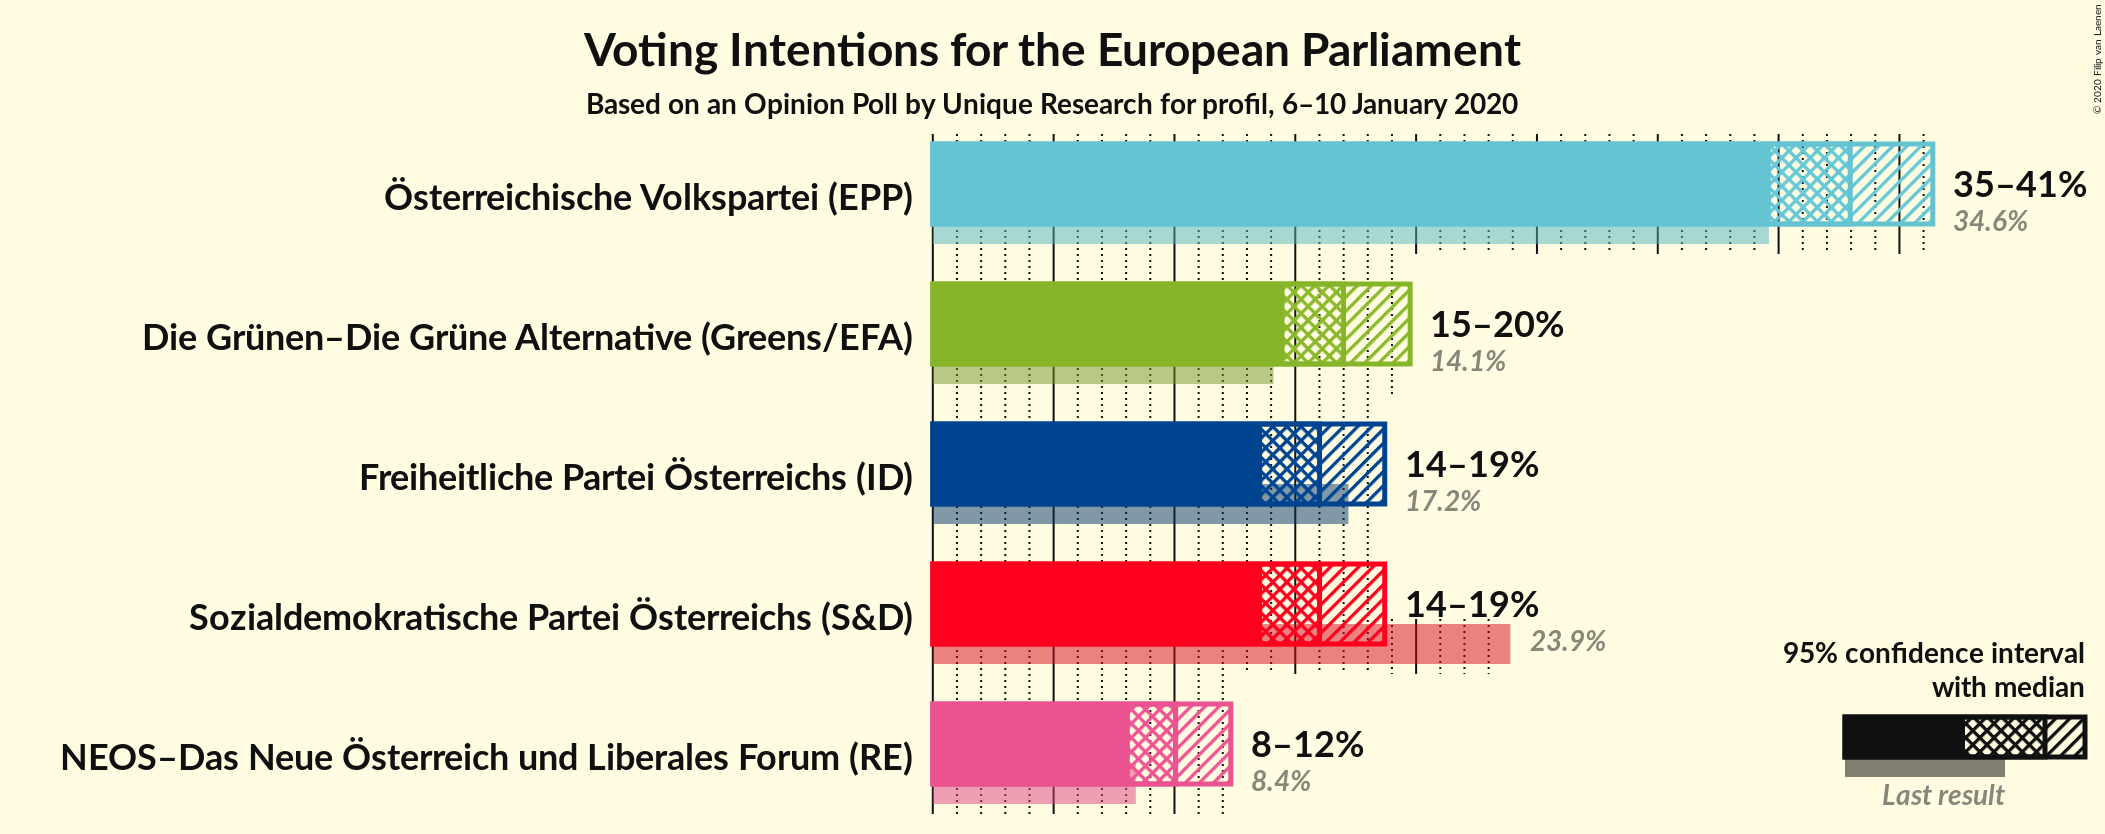 Voting Intentions for the European Parliament
Based on an Opinion Poll by Unique Research for profil, 6–10 January 2020
© 2020 Filip van Laenen
Österreichische Volkspartei (EPP)
35–41%
34.6%
Die Grünen–Die Grüne Alternative (Greens/EFA)
15–20%
14.1%
Freiheitliche Partei Österreichs (ID)
14–19%
17.2%
Sozialdemokratische Partei Österreichs (S&D)
14–19%
23.9%
NEOS–Das Neue Österreich und Liberales Forum (RE)
8–12%
8.4%
95% confidence interval
with median
Last result